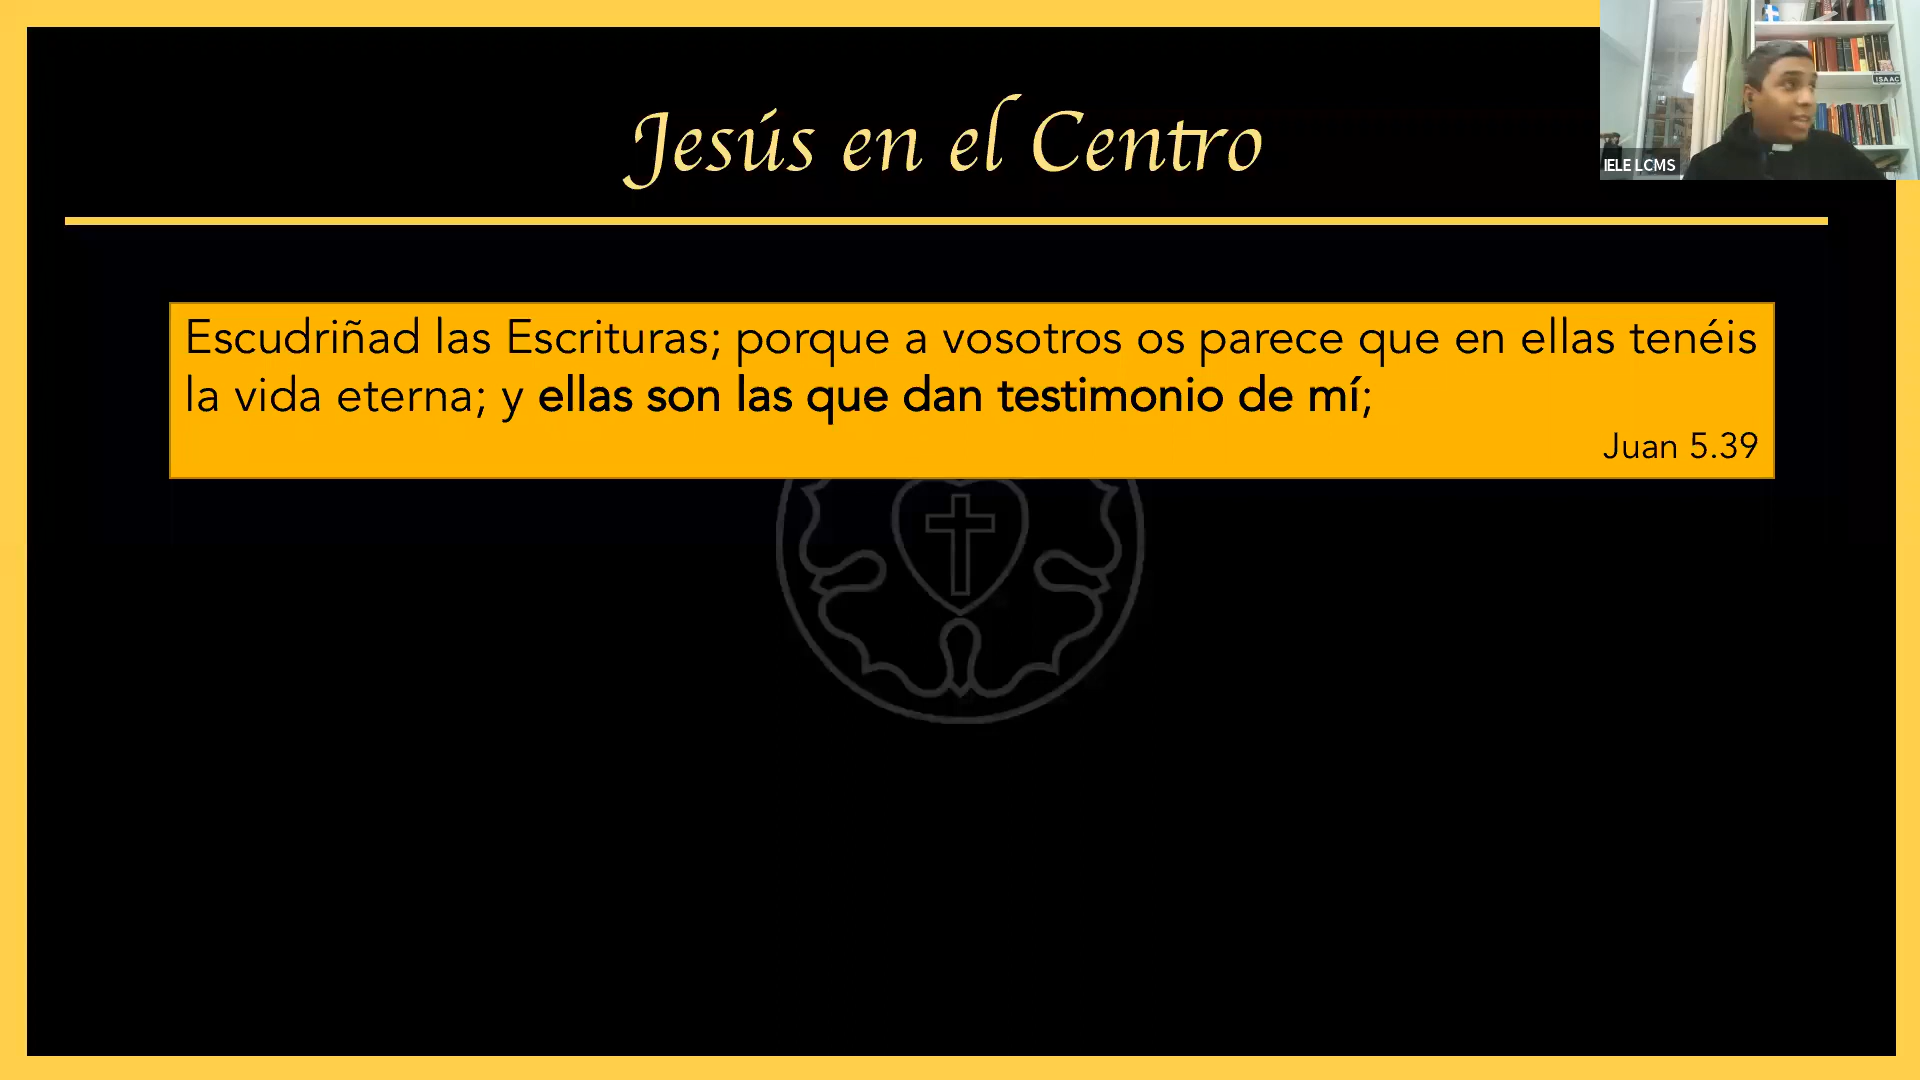 Jesús en el Centro
IELE LCMS
ISAAC
Escudriñad las Escrituras; porque a vosotros os parece que en ellas tenéis
la vida eterna; y ellas son las que dan testimonio de mí;
Juan 5.39